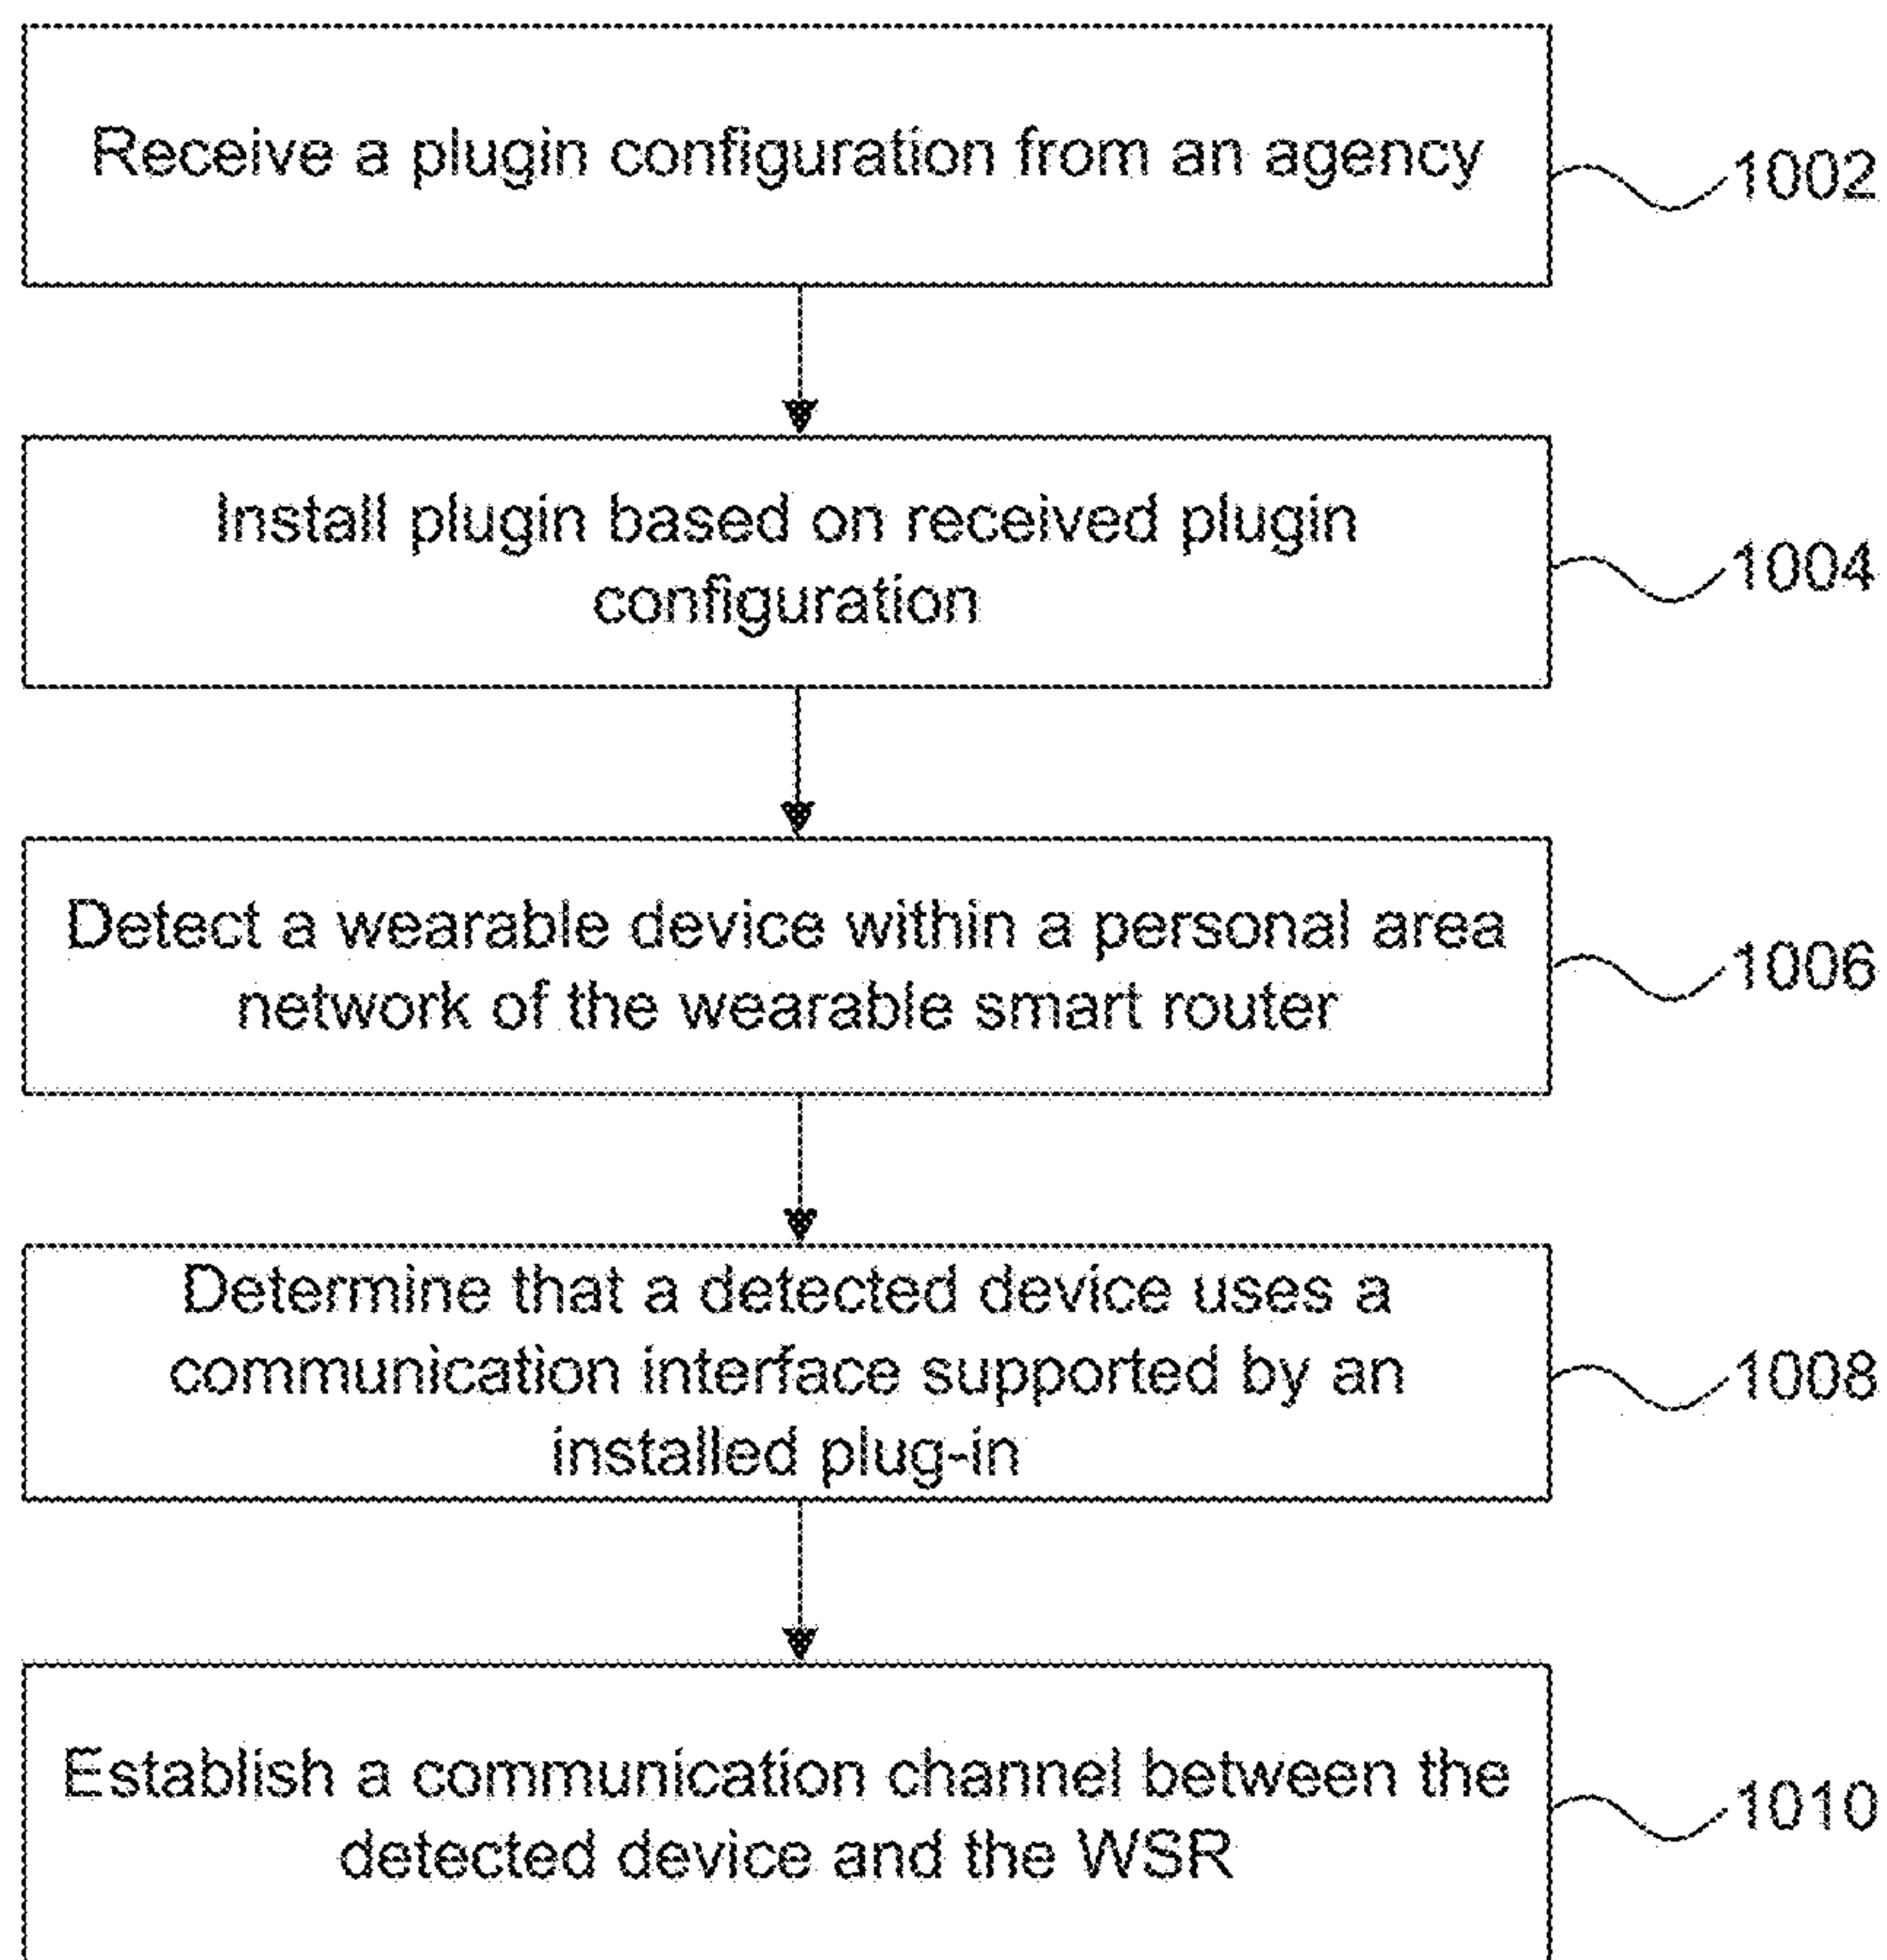 Receive a plugin configuration from an agency
1002
Install plugin based on received plugin
configuration
1004
Detect a wearable device within a personal area
network of the wearable smart router
1006
Determine that a detected device uses a
communication interface supported by an
installed plug-in
1008
Establish a communication channel between the
detected device and the WSR
1010